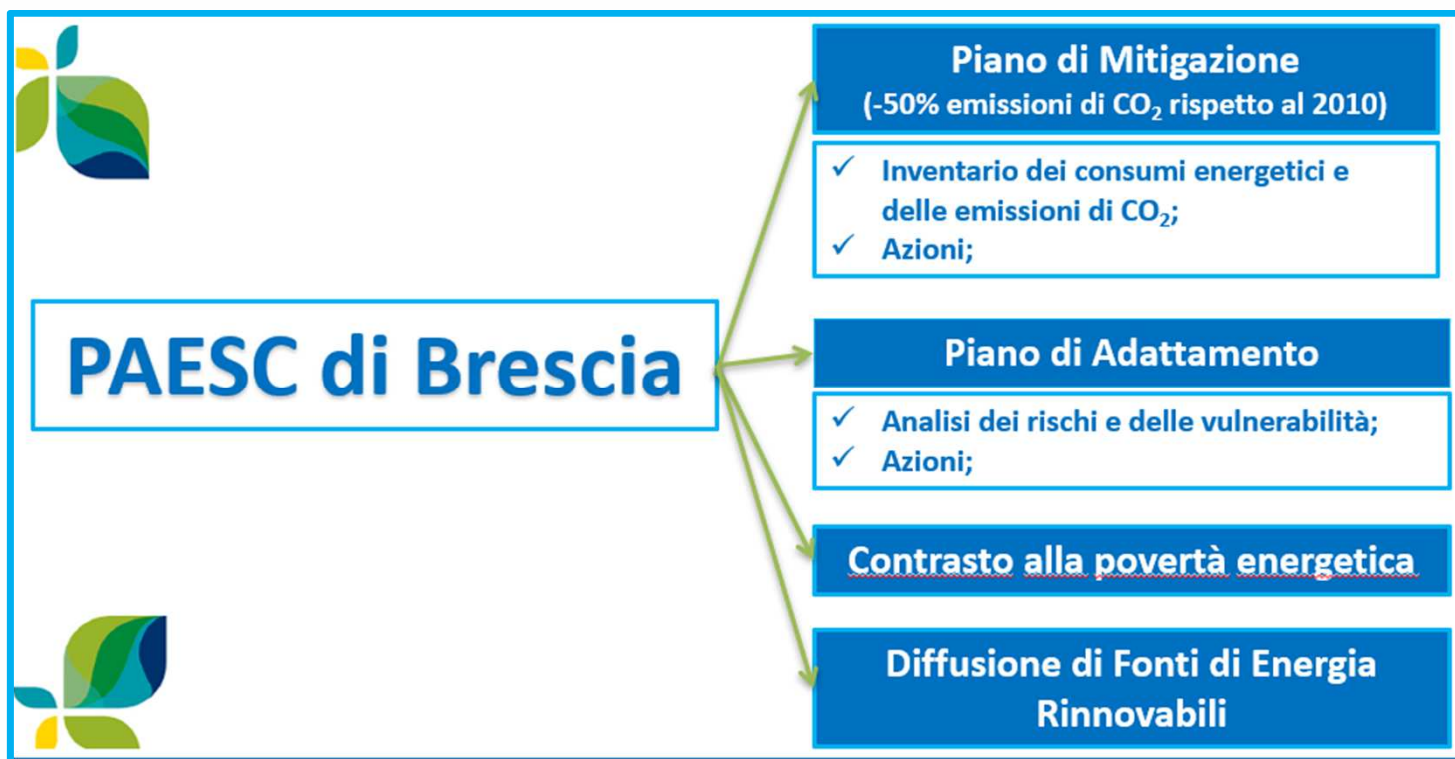 PAESC di Brescia
Piano di Mitigazione
(-50% emissioni di CO₂ rispetto al 2010)
✓ Inventario dei consumi energetici e
delle emissioni di CO₂;
✓ Azioni;
Piano di Adattamento
✓ Analisi dei rischi e delle vulnerabilità;
✓ Azioni;
Contrasto alla povertà energetica
Diffusione di Fonti di Energia
Rinnovabili